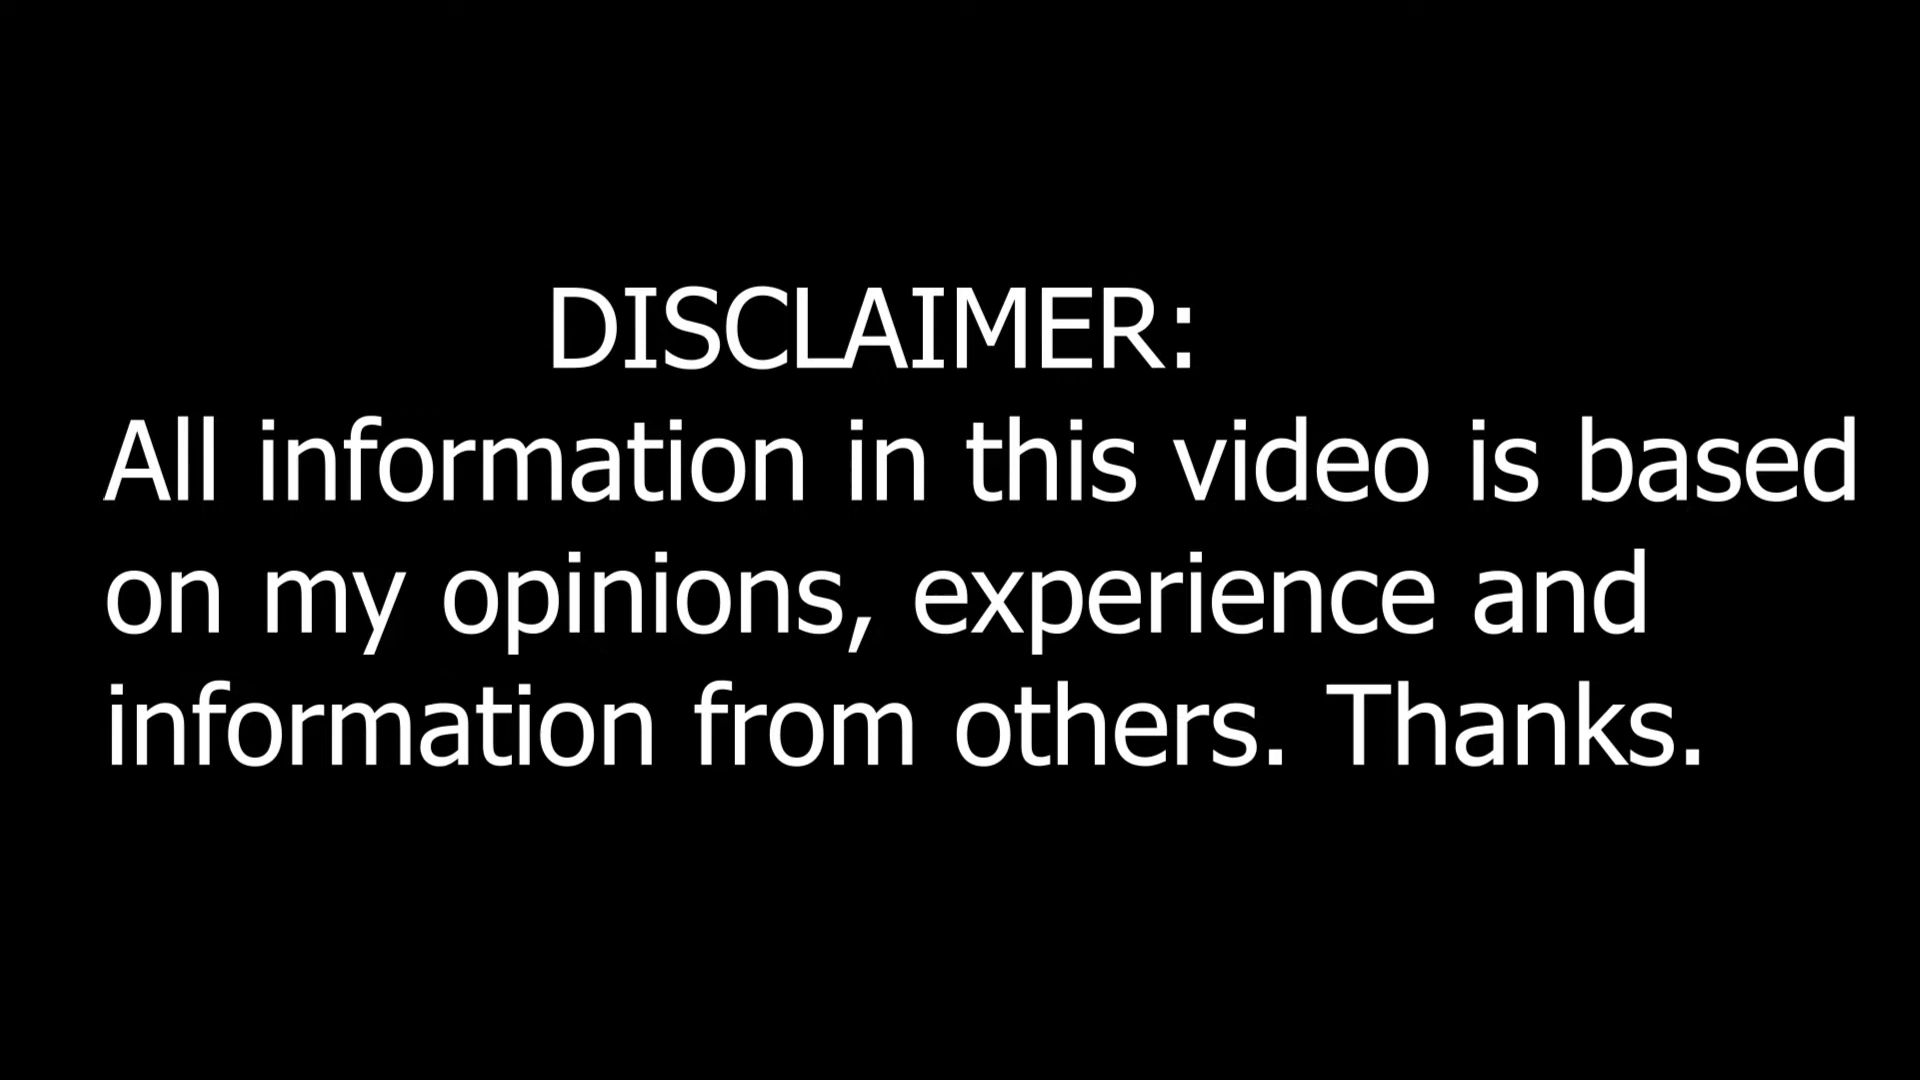 DISCLAIMER:
All information in this video is based
on my opinions, experience and
information from others. Thanks.